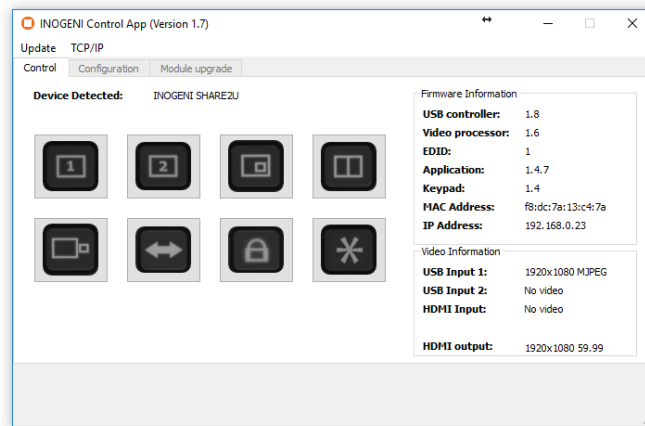 INOGENI Control App (Version 1.7)
Update TCP/IP
Control Configuration Module upgrade
Device Detected: INOGENI SHARE2U
1 2
Firmware Information
USB controller: 1.8
Video processor: 1.6
EDID: 1
Application: 1.4.7
Keypad: 1.4
MAC Address: f8:dc:7a:13:c4:7a
IP Address: 192.168.0.23
Video Information
USB Input 1: 1920x1080 MJPEG
USB Input 2: No video
HDMI Input: No video
HDMI output: 1920x1080 59.99